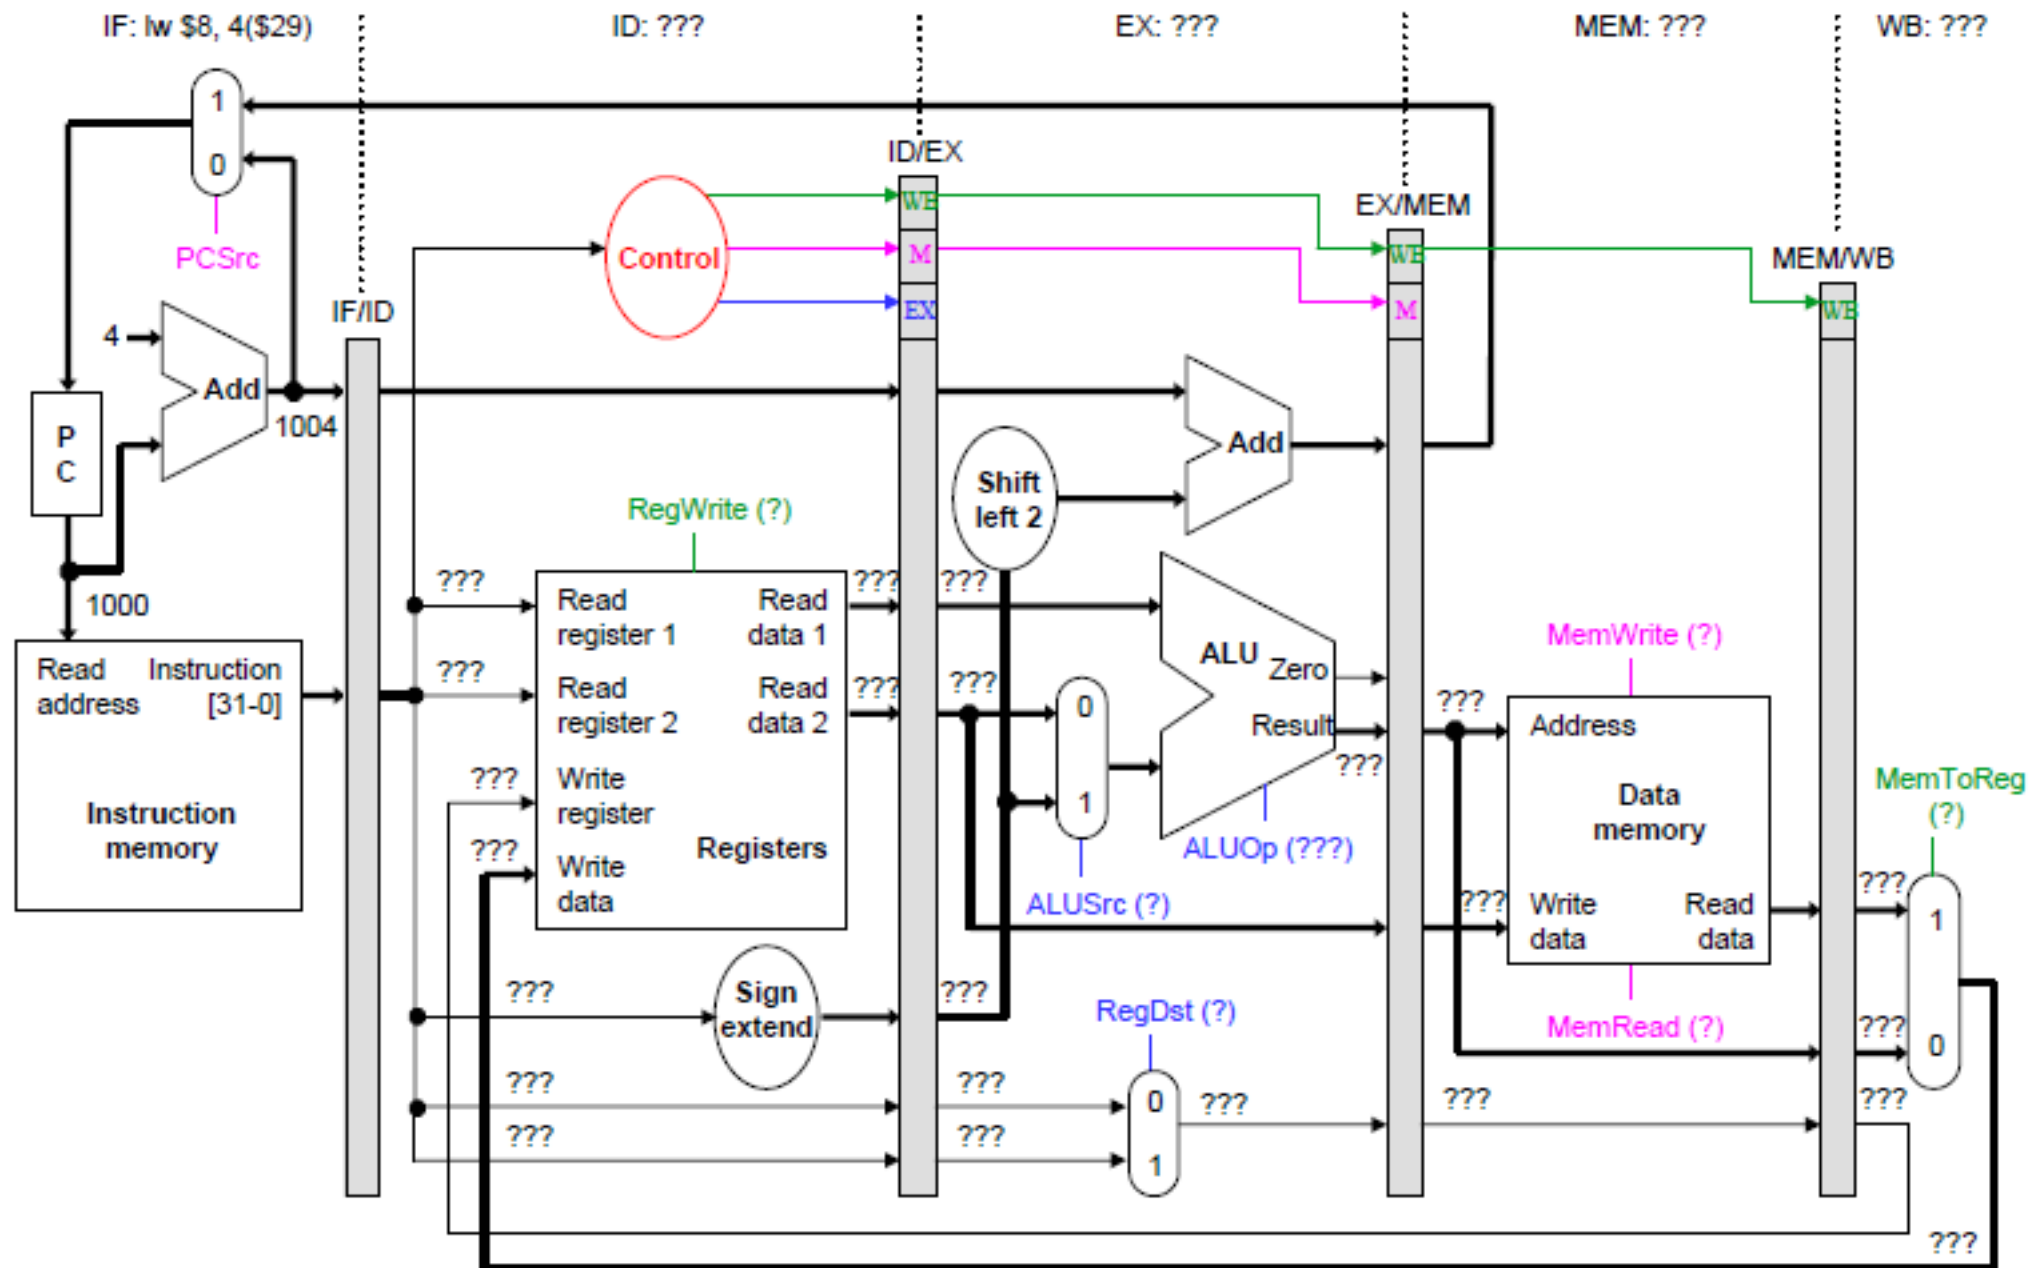 IF: lw $8, 4($29)
ID: ???
EX: ???
MEM: ???
WB: ???
1
0
PCSrc
4
Add
1004
P
C
1000
Read
address
Instruction
[31-0]
Instruction
memory
IF/ID
Control
ID/EX
WB
M
EX
EX/MEM
WB
M
MEM/WB
WB
RegWrite (?)
???
???
???
???
Read
register 1
Read
data 1
Read
register 2
Read
data 2
Write
register
Write
data
Registers
???
???
???
???
Shift
left 2
Add
0
1
ALUSrc (?)
ALU
Zero
Result
???
ALUOp (???)
???
Sign
extend
???
???
???
???
???
RegDst (?)
0
1
???
???
MemWrite (?)
???
Address
Data
memory
???
Write
data
Read
data
MemRead (?)
MemToReg
(?)
???
1
???
0
???
???